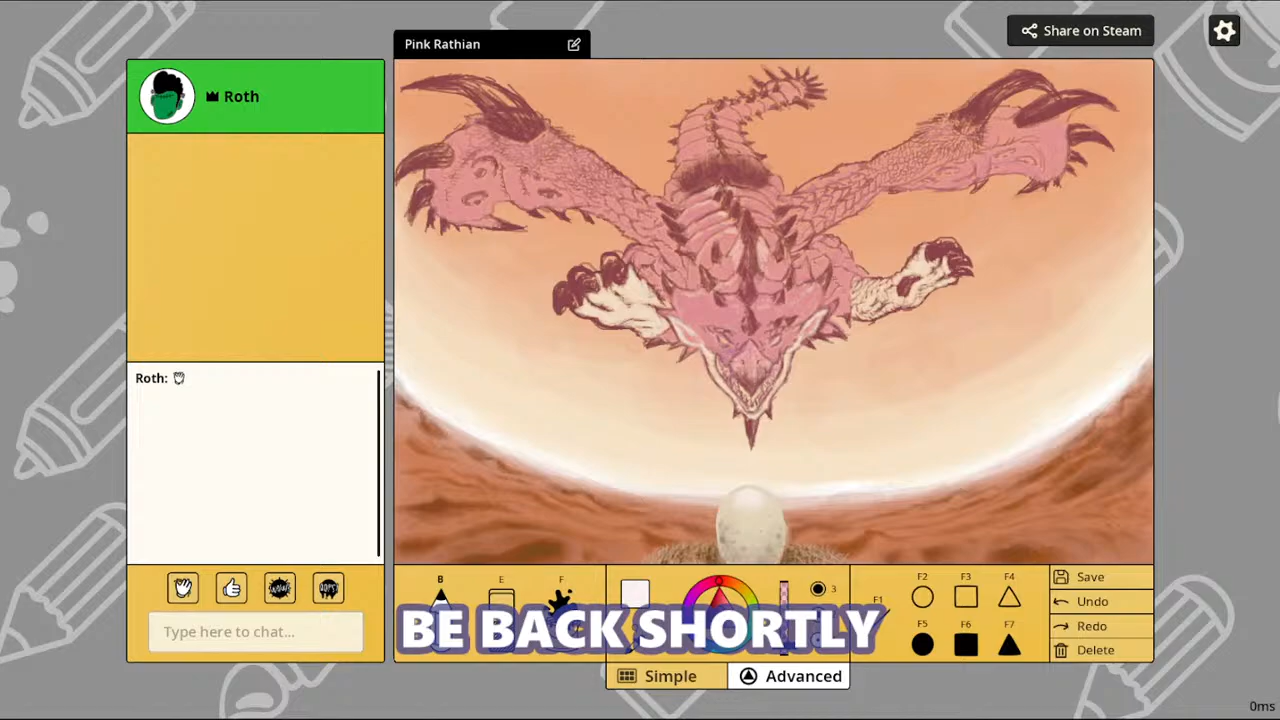 Pink Rathian
Share on Steam
Roth
Roth:
B
E
F
3
F1
F2
F3
F4
F5
F6
F7
Save
Undo
Redo
Delete
Type here to chat...
BE BACK SHORTLY
Simple
Advanced
0ms